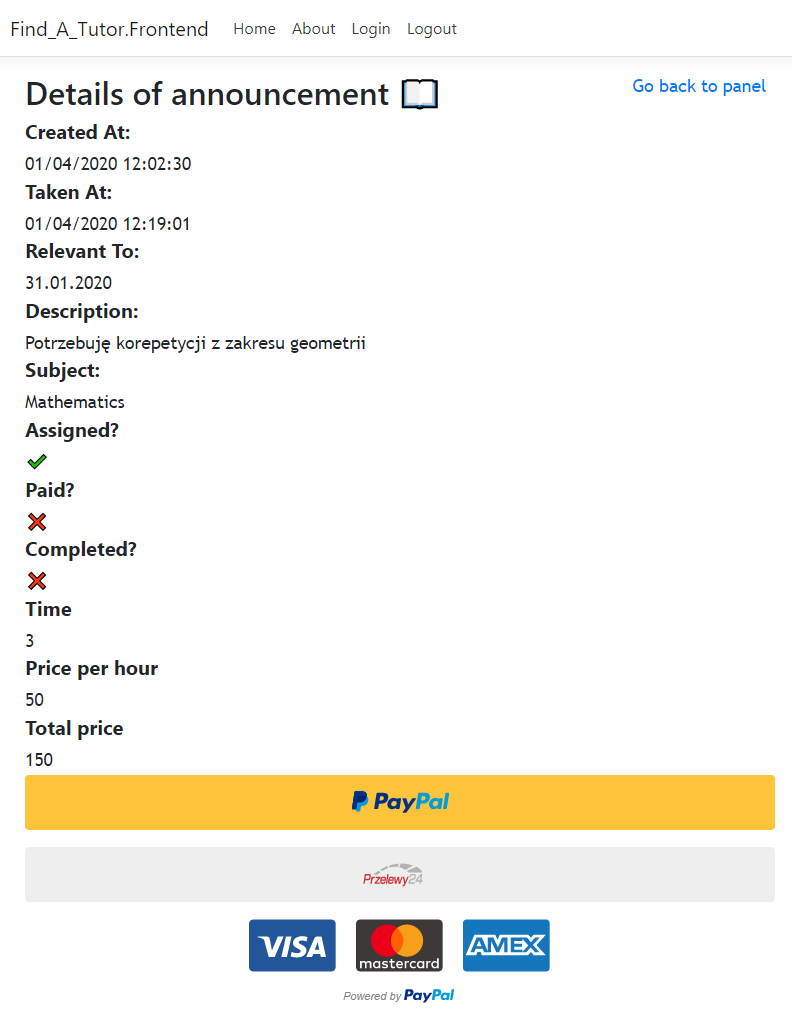 Find_A_Tutor.Frontend Home About Login Logout
Details of announcement
Go back to panel
Created At:
01/04/2020 12:02:30
Taken At:
01/04/2020 12:19:01
Relevant To:
31.01.2020
Description:
Potrzebuję korepetycji z zakresu geometrii
Subject:
Mathematics
Assigned?
Paid?
Completed?
Time
3
Price per hour
50
Total price
150
PayPal
Przelewy24
VISA mastercard AMEX
Powered by PayPal